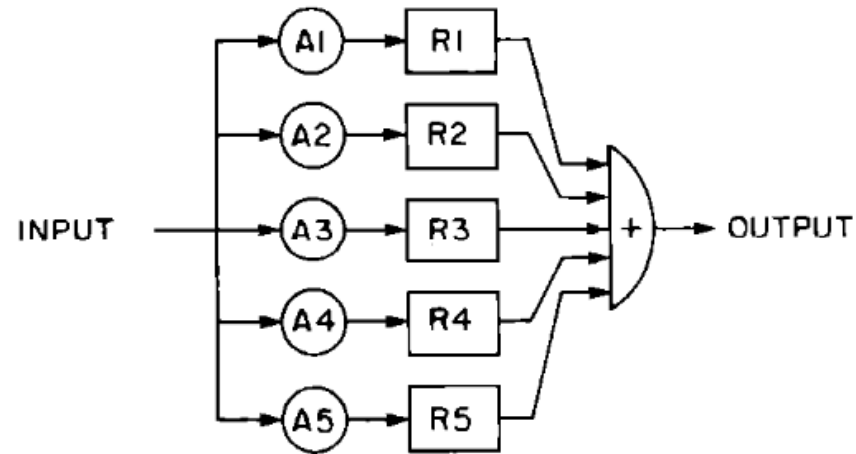 A1 R1
A2 R2
INPUT A3 R3 + OUTPUT
A4 R4
A5 R5